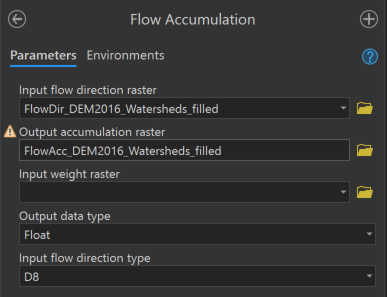 Flow Accumulation
Parameters Environments
Input flow direction raster
FlowDir_DEM2016_Watersheds_filled
Output accumulation raster
FlowAcc_DEM2016_Watersheds_filled
Input weight raster
Output data type
Float
Input flow direction type
D8